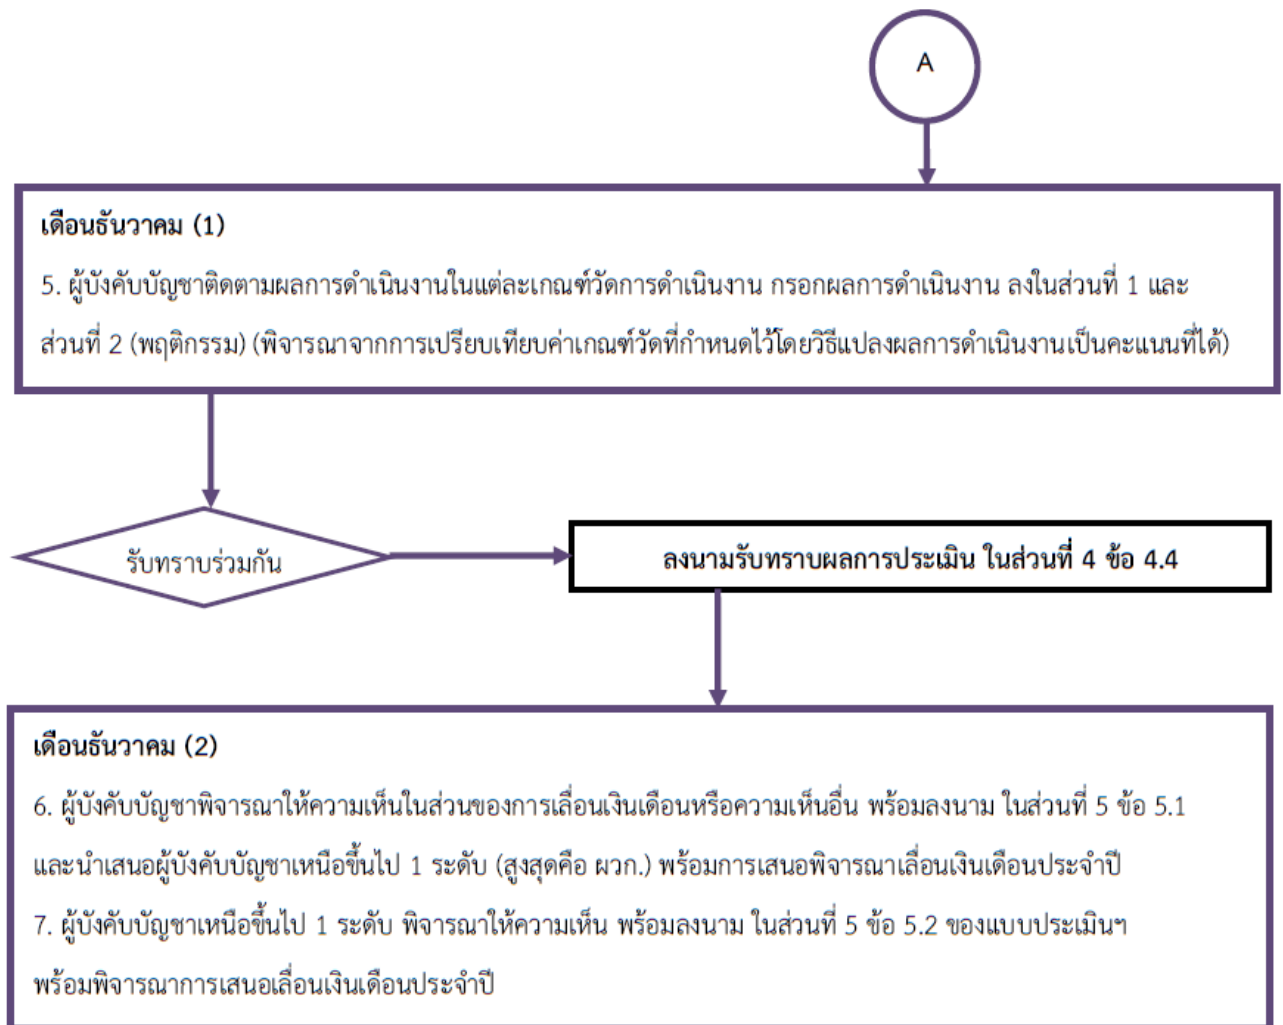 A
เดือนธันวาคม (1)
5. ผู้บังคับบัญชาติดตามผลการดำเนินงานในแต่ละเกณฑ์วัดการดำเนินงาน กรอกผลการดำเนินงาน ลงในส่วนที่ 1 และ
ส่วนที่ 2 (พฤติกรรม) (พิจารณาจากการเปรียบเทียบค่าเกณฑ์วัดที่กำหนดไว้โดยวิธีแปลงผลการดำเนินงานเป็นคะแนนที่ได้)
รับทราบร่วมกัน
ลงนามรับทราบผลการประเมิน ในส่วนที่ 4 ข้อ 4.4
เดือนธันวาคม (2)
6. ผู้บังคับบัญชาพิจารณาให้ความเห็นในส่วนของการเลื่อนเงินเดือนหรือความเห็นอื่น พร้อมลงนาม ในส่วนที่ 5 ข้อ 5.1
และนำเสนอผู้บังคับบัญชาเหนือขึ้นไป 1 ระดับ (สูงสุดคือ ผวก.) พร้อมการเสนอพิจารณาเลื่อนเงินเดือนประจำปี
7. ผู้บังคับบัญชาเหนือขึ้นไป 1 ระดับ พิจารณาให้ความเห็น พร้อมลงนาม ในส่วนที่ 5 ข้อ 5.2 ของแบบประเมินฯ
พร้อมพิจารณาการเสนอเลื่อนเงินเดือนประจำปี